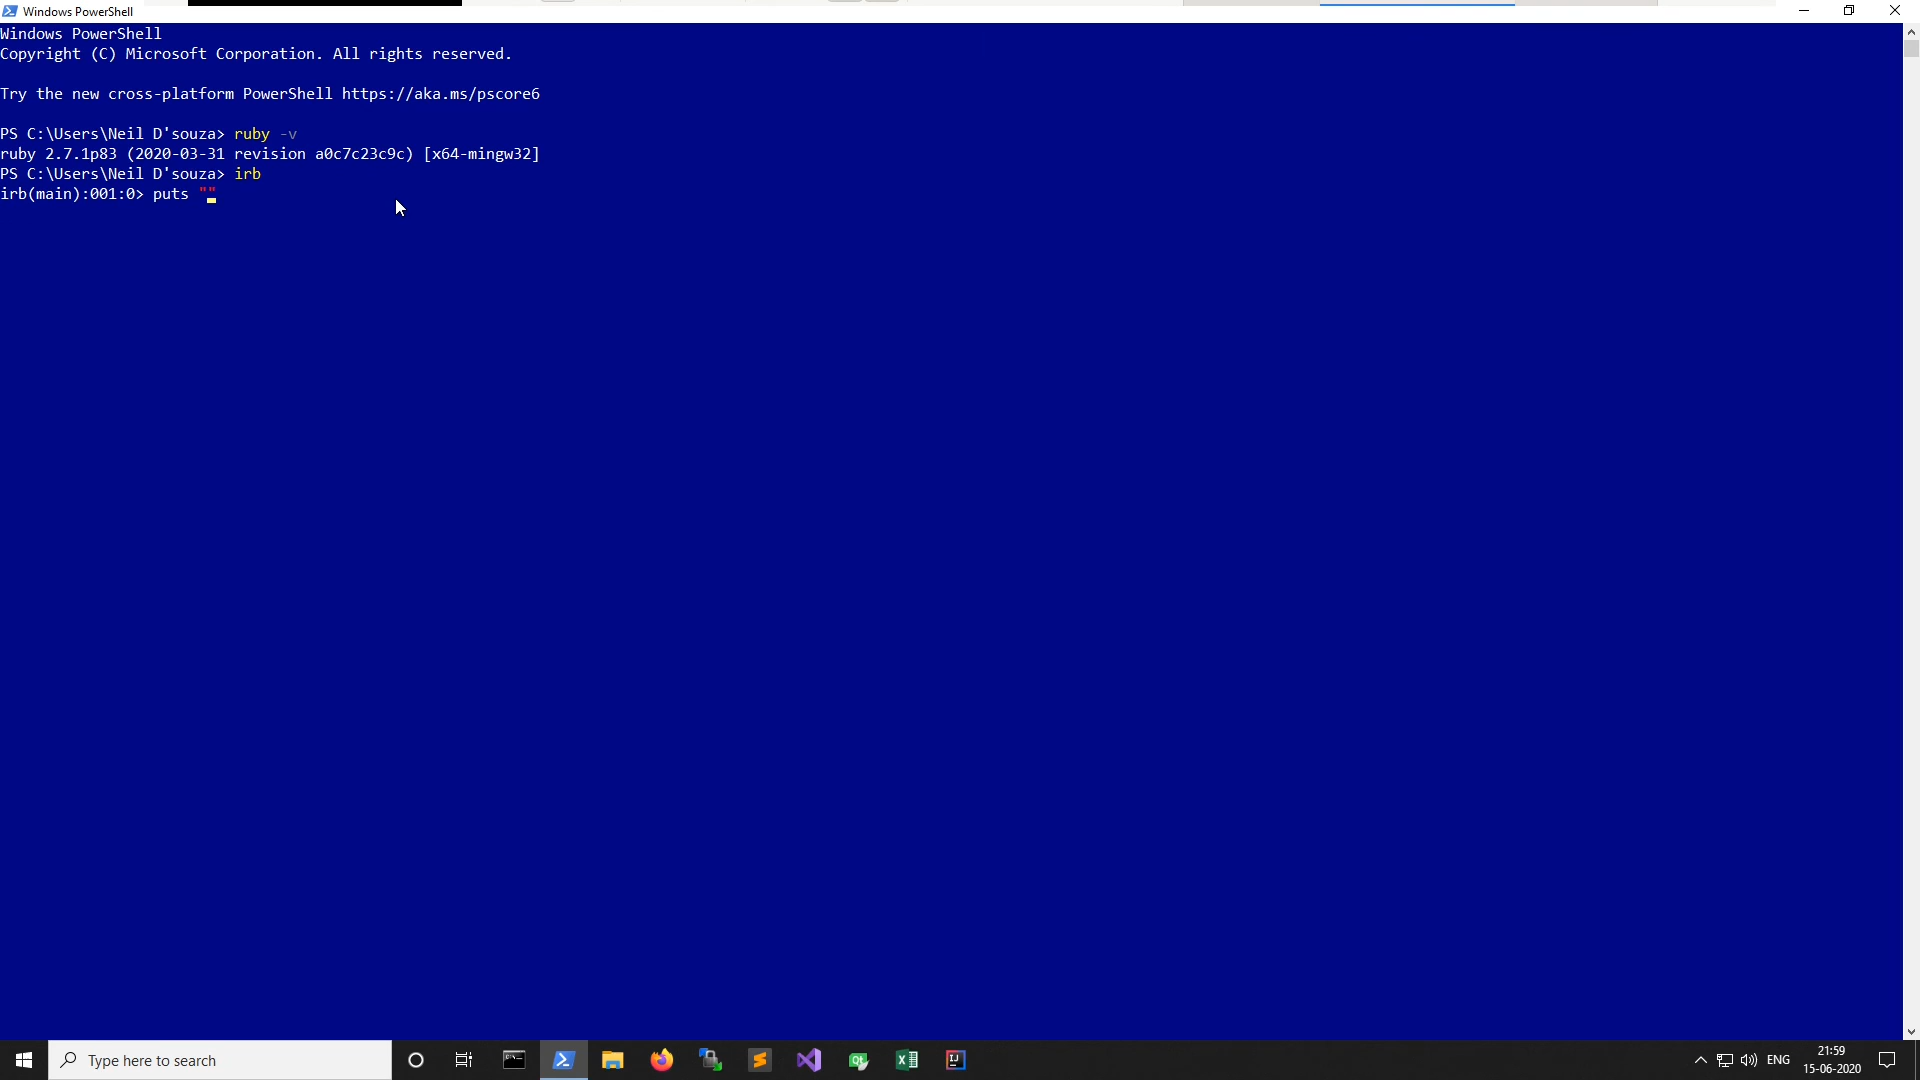 Windows PowerShell
Windows PowerShell
Copyright (C) Microsoft Corporation. All rights reserved.
Try the new cross-platform PowerShell https://aka.ms/pscore6
PS C:\Users\Neil D'souza> ruby -v
ruby 2.7.1p83 (2020-03-31 revision a0c7c23c9c) [x64-mingw32]
PS C:\Users\Neil D'souza> irb
irb(main):001:0> puts ""
Type here to search
ENG
21:59
15-06-2020